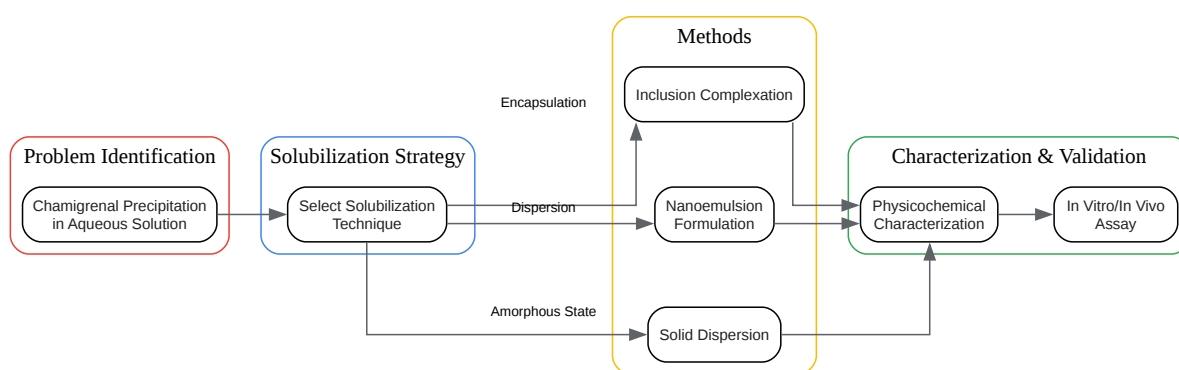 Problem Identification
Chamigrenal Precipitation
in Aqueous Solution
Solubilization Strategy
Select Solubilization
Technique
Encapsulation
Dispersion
Amorphous State
Methods
Inclusion Complexation
Nanoemulsion
Formulation
Solid Dispersion
Characterization & Validation
Physicochemical
Characterization
In Vitro/In Vivo
Assay